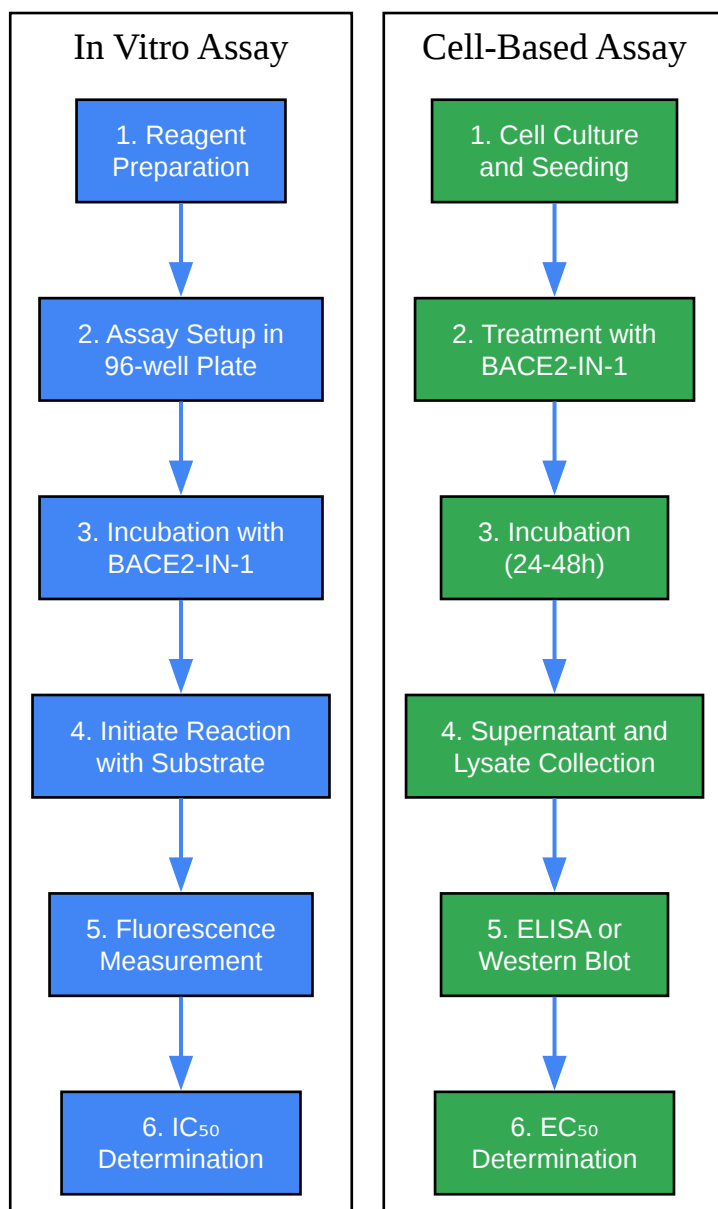 In Vitro Assay
1. Reagent
Preparation
2. Assay Setup in
96-well Plate
3. Incubation with
BACE2-IN-1
4. Initiate Reaction
with Substrate
5. Fluorescence
Measurement
6. IC₅₀
Determination
Cell-Based Assay
1. Cell Culture
and Seeding
2. Treatment with
BACE2-IN-1
3. Incubation
(24-48h)
4. Supernatant and
Lysate Collection
5. ELISA or
Western Blot
6. EC₅₀
Determination